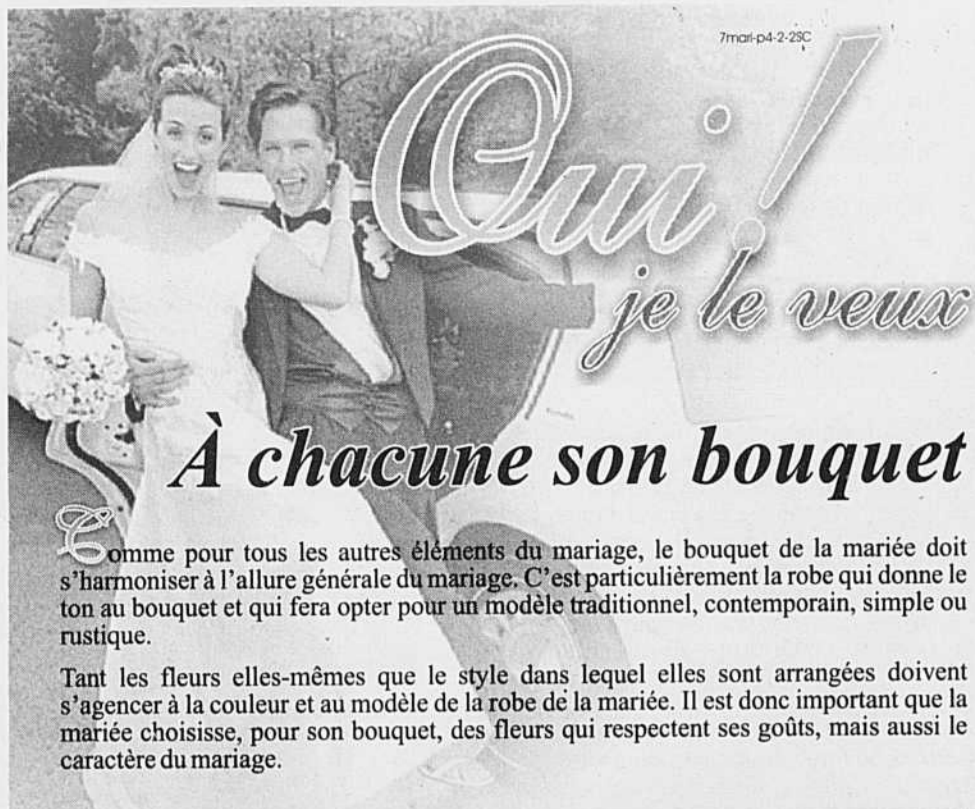 7mari-p4-2-2SC
Oui!
je le veux
À chacune son bouquet
Comme pour tous les autres éléments du mariage, le bouquet de la mariée doit
s'harmoniser à l'allure générale du mariage. C'est particulièrement la robe qui donne le
ton au bouquet et qui fera opter pour un modèle traditionnel, contemporain, simple ou
rustique.
Tant les fleurs elles-mêmes que le style dans lequel elles sont arrangées doivent
s'agencer à la couleur et au modèle de la robe de la mariée. Il est donc important que la
mariée choisisse, pour son bouquet, des fleurs qui respectent ses goûts, mais aussi le
caractère du mariage.